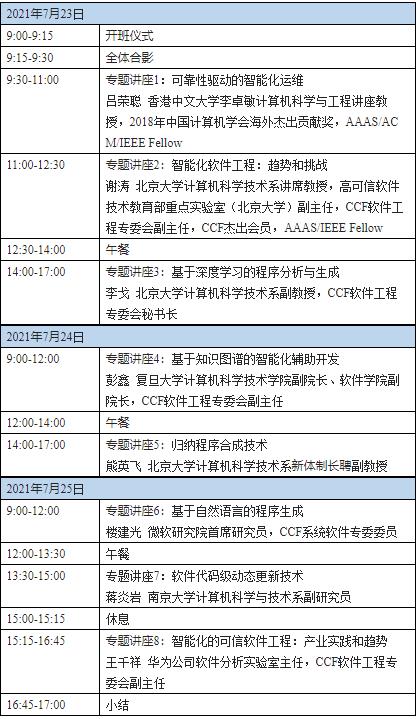 2021年7月23日
9:00-9:15 开班仪式
9:15-9:30 全体合影
9:30-11:00 专题讲座1：可靠性驱动的智能化运维
吕荣聪 香港中文大学李卓敏计算机科学与工程讲座教
授，2018年中国计算机学会海外杰出贡献奖，AAAS/AC
M/IEEE Fellow
11:00-12:30 专题讲座2：智能化软件工程：趋势和挑战
谢涛 北京大学计算机科学技术系讲席教授，高可信软件
技术教育部重点实验室（北京大学）副主任，CCF软件工
程专委会副主任，CCF杰出会员，AAAS/IEEE Fellow
12:30-14:00 午餐
14:00-17:00 专题讲座3：基于深度学习的程序分析与生成
李戈 北京大学计算机科学技术系副教授，CCF软件工程
专委会秘书长
2021年7月24日
9:00-12:00 专题讲座4：基于知识图谱的智能化辅助开发
彭鑫 复旦大学计算机科学技术学院副院长、软件学院副
院长，CCF软件工程专委会副主任
12:00-14:00 午餐
14:00-17:00 专题讲座5：归纳程序合成技术
熊英飞 北京大学计算机科学技术系新体制长聘副教授
2021年7月25日
9:00-12:00 专题讲座6：基于自然语言的程序生成
楼建光 微软研究院首席研究员，CCF系统软件专委委员
12:00-13:30 午餐
13:30-15:00 专题讲座7：软件代码级动态更新技术
蒋炎岩 南京大学计算机科学与技术系副研究员
15:00-15:15 休息
15:15-16:45 专题讲座8：智能化的可信软件工程：产业实践和趋势
王千祥 华为公司软件分析实验室主任，CCF软件工程专
委会副主任
16:45-17:00 小结